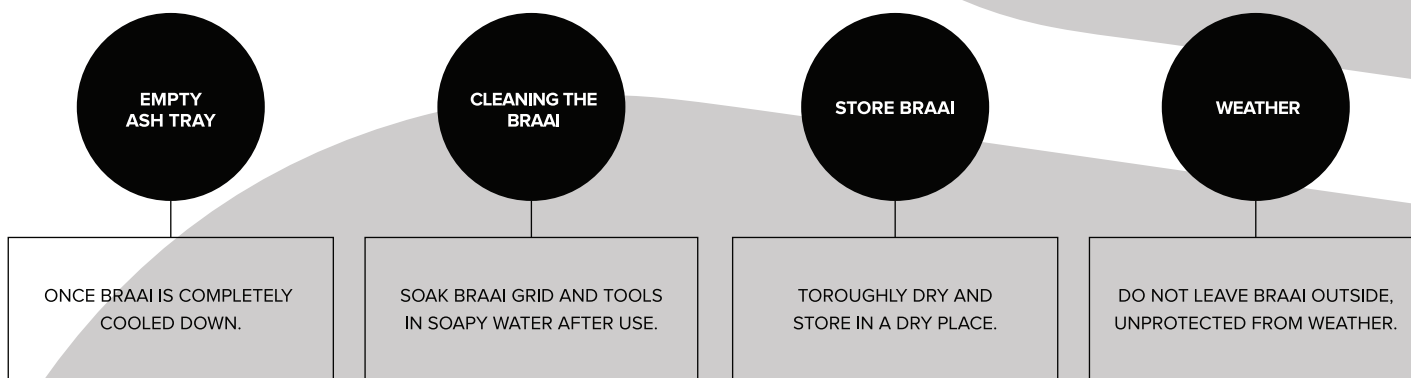 EMPTY
ASH TRAY
ONCE BRAAI IS COMPLETELY
COOLED DOWN.
CLEANING THE
BRAAI
SOAK BRAAI GRID AND TOOLS
IN SOAPY WATER AFTER USE.
STORE BRAAI
TOROUGHLY DRY AND
STORE IN A DRY PLACE.
WEATHER
DO NOT LEAVE BRAAI OUTSIDE,
UNPROTECTED FROM WEATHER.